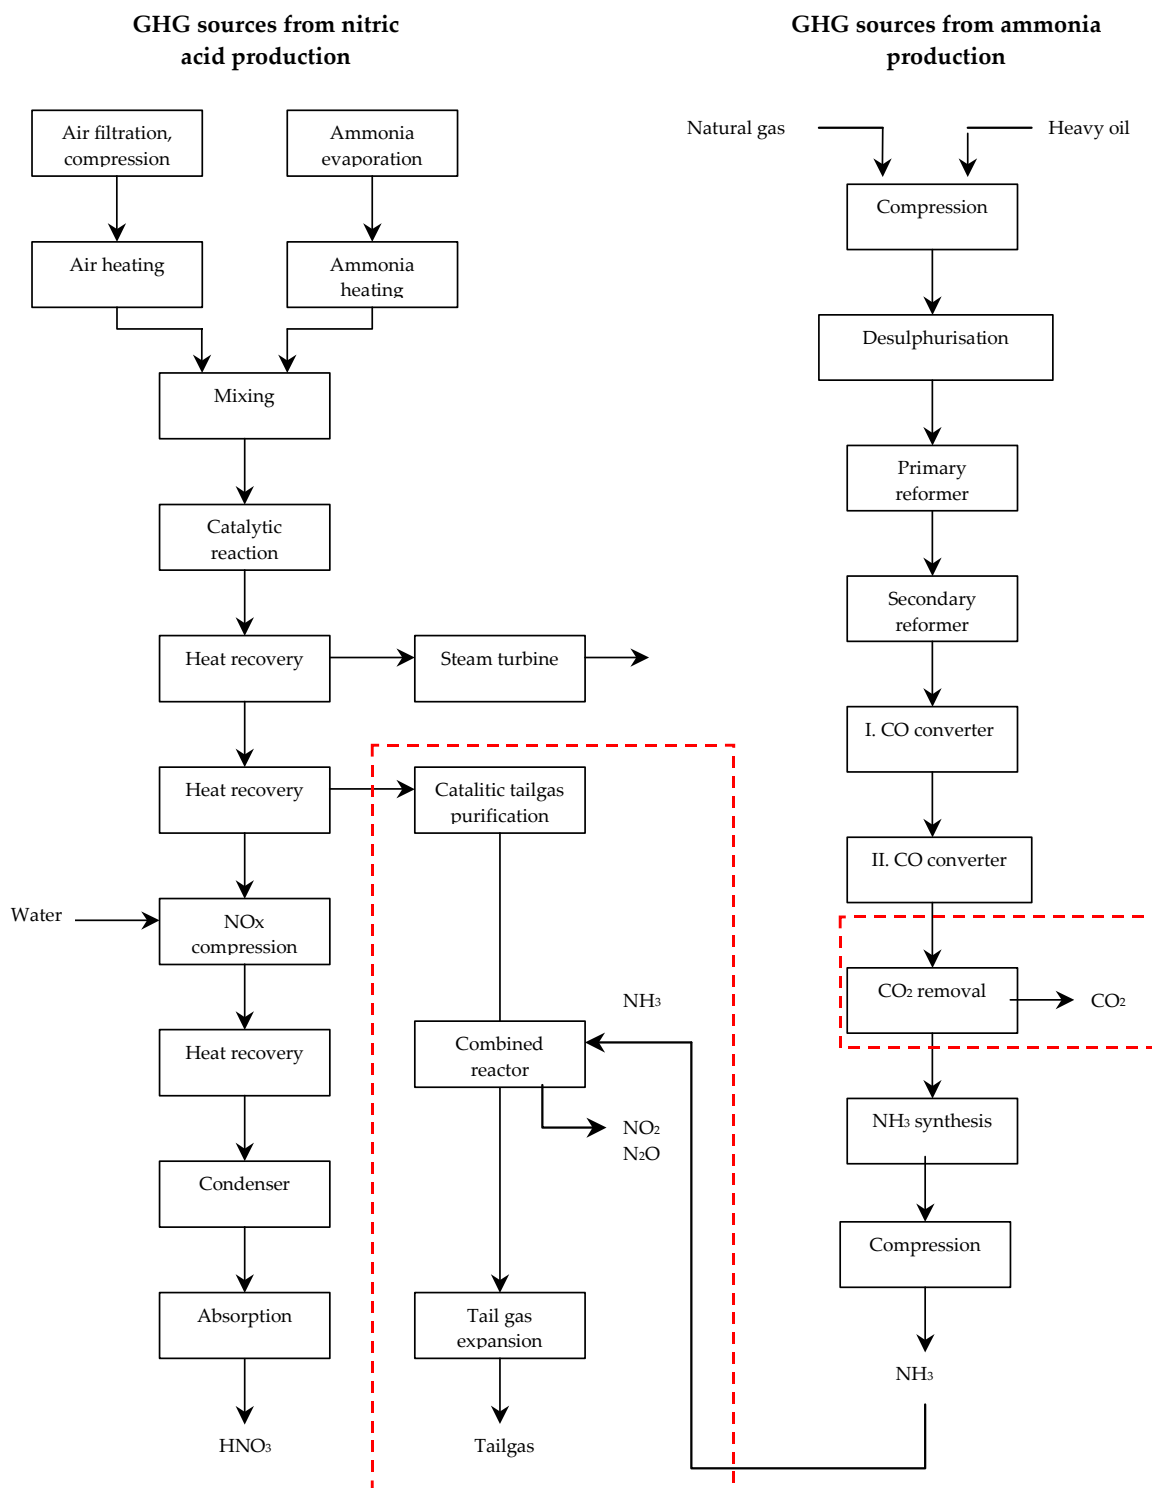 GHG sources from nitric
acid production
Air filtration,
compression
Ammonia
evaporation
Air heating
Ammonia
heating
Mixing
Catalytic
reaction
Heat recovery
Steam turbine
Heat recovery
Catalitic tailgas
purification
Water
NOx
compression
NH₃
Heat recovery
Combined
reactor
NO₂
N₂O
Condenser
Absorption
Tail gas
expansion
HNO₃
Tailgas
GHG sources from ammonia
production
Natural gas
Heavy oil
Compression
Desulphurisation
Primary
reformer
Secondary
reformer
I. CO converter
II. CO converter
CO₂ removal
CO₂
NH₃ synthesis
Compression
NH₃